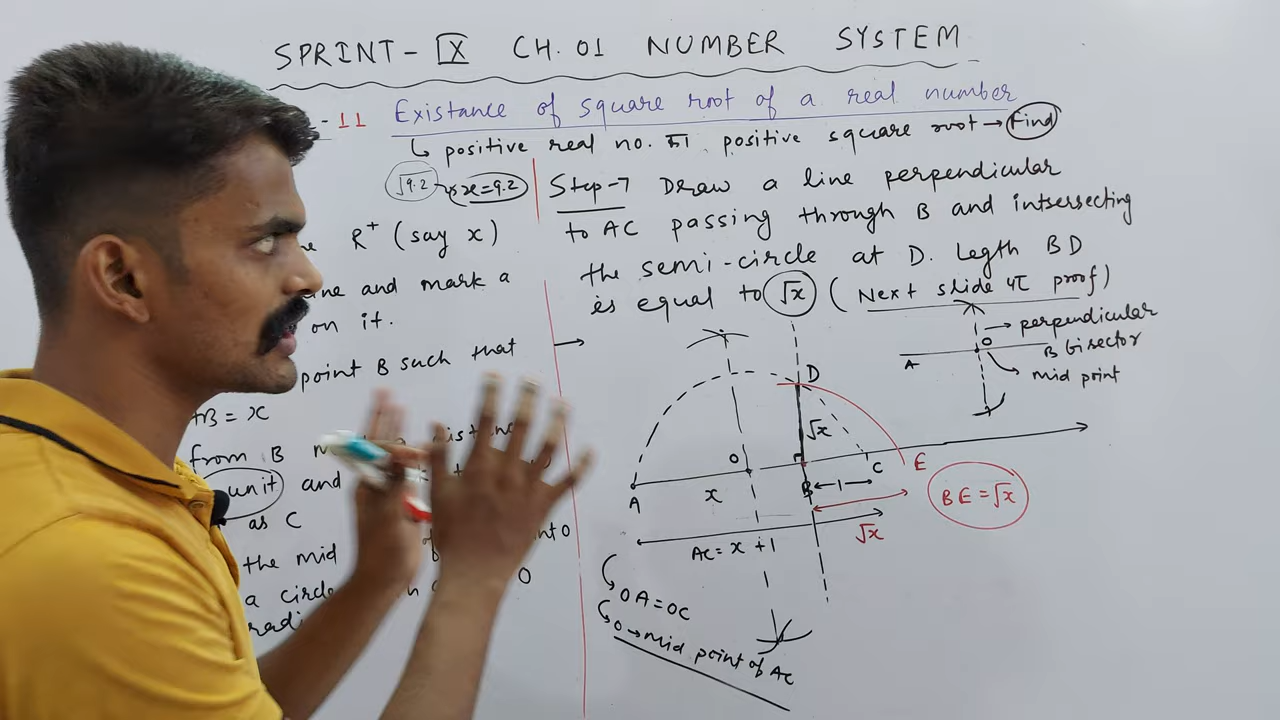 SPRINT- IX CH. 01 NUMBER SYSTEM
- 11 Existance of square root of a real number
↳ positive real no. का positive square root → Find
√9.2 x=9.2
Step-7 Draw a line perpendicular
to AC passing through B and intsersecting
the semi-circle at D. Legth BD
is equal to √x (Next slide में proof)
R⁺ (say x)
and mark a
on it.
point B such that
AB = x
from B
unit and
as C
the mid
a circle
O
→
D
√x
O
x
A
B
1
C
E
BE = √x
√x
AC = x + 1
OA = OC
O → Mid point of AC
→ perpendicular
O
A
B bisector
mid point